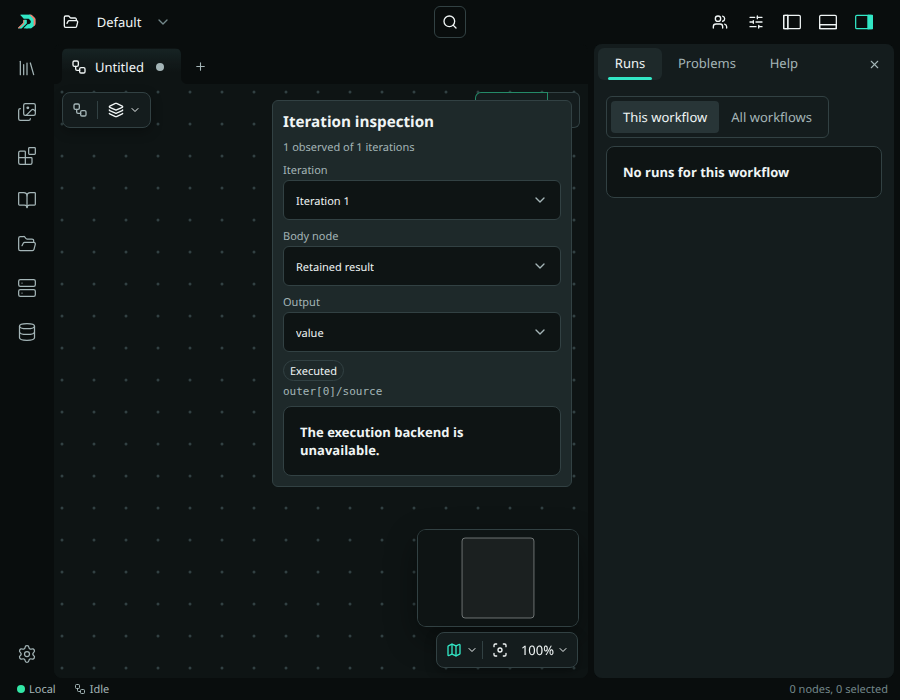 Default
Untitled
Runs
Problems
Help
This workflow
All workflows
No runs for this workflow
Iteration inspection
1 observed of 1 iterations
Iteration
Iteration 1
Body node
Retained result
Output
value
Executed
outer[0]/source
The execution backend is
unavailable.
100%
Local
Idle
0 nodes, 0 selected